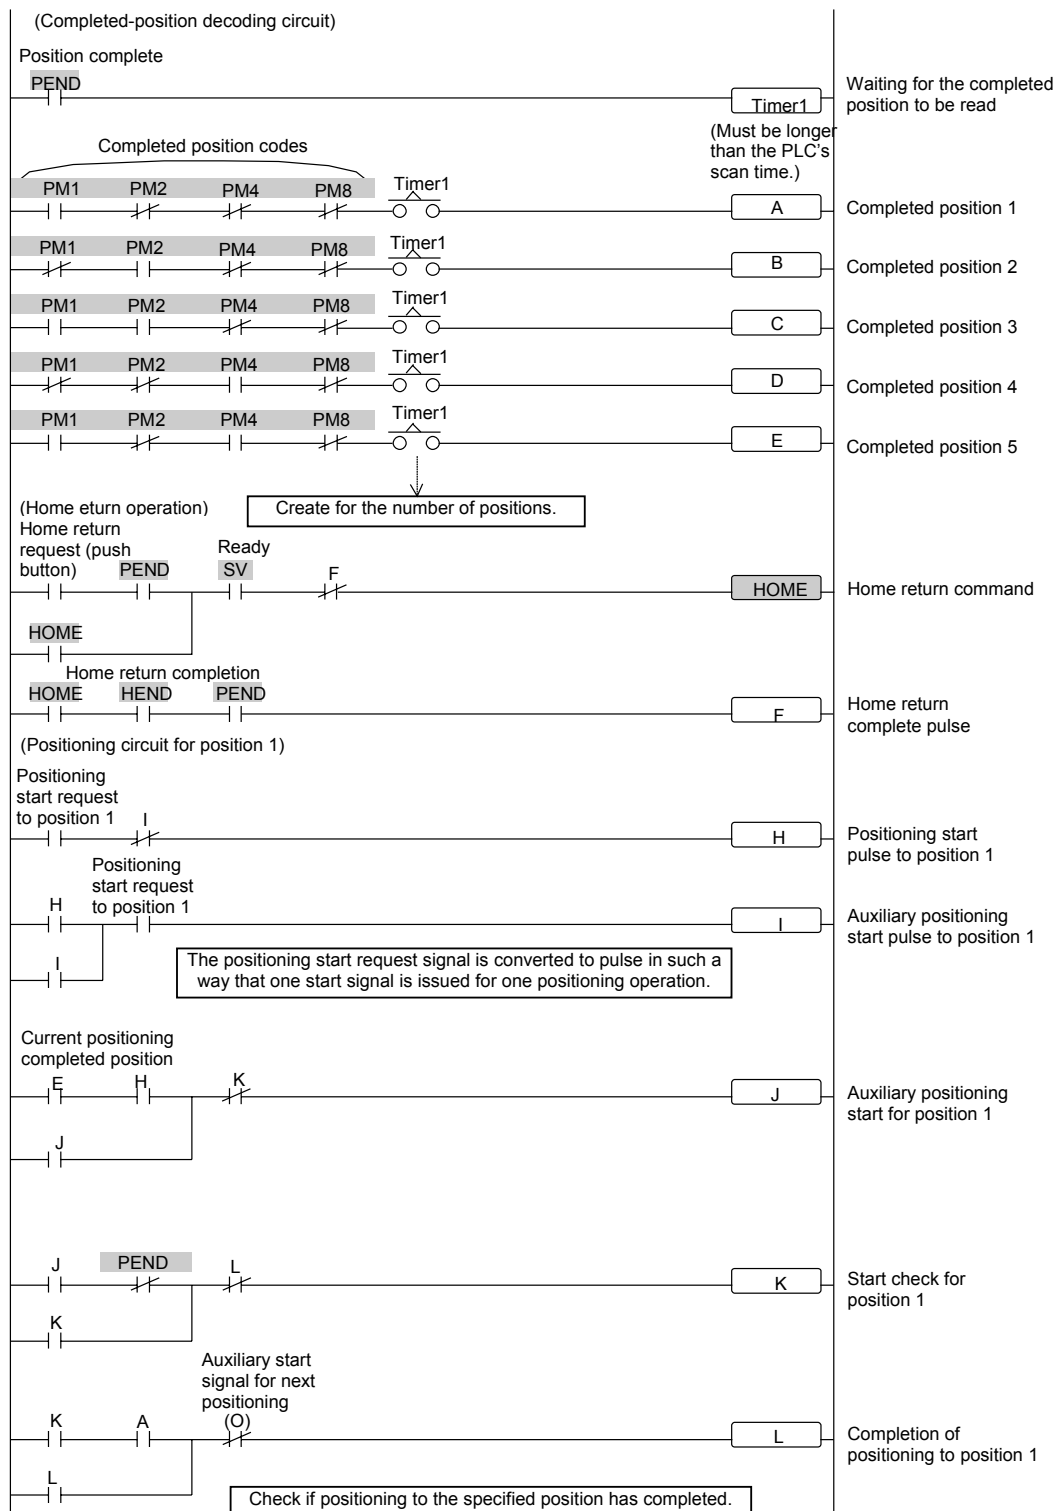 (Completed-position decoding circuit)
Position complete
PEND
Timer1
Waiting for the completed
position to be read
(Must be longer
than the PLC's
scan time.)
Completed position codes
PM1 PM2 PM4 PM8 Timer1
A
Completed position 1
PM1 PM2 PM4 PM8 Timer1
B
Completed position 2
PM1 PM2 PM4 PM8 Timer1
C
Completed position 3
PM1 PM2 PM4 PM8 Timer1
D
Completed position 4
PM1 PM2 PM4 PM8 Timer1
E
Completed position 5
Create for the number of positions.
(Home eturn operation)
Home return
request (push
button)
PEND
Ready
SV
F
HOME
Home return command
HOME
Home return completion
HOME HEND PEND
F
Home return
complete pulse
(Positioning circuit for position 1)
Positioning
start request
to position 1
I
H
Positioning start
pulse to position 1
Positioning
start request
to position 1
H
I
Auxiliary positioning
start pulse to position 1
I
The positioning start request signal is converted to pulse in such a
way that one start signal is issued for one positioning operation.
Current positioning
completed position
E H K
J
Auxiliary positioning
start for position 1
J
J PEND L
K
Start check for
position 1
K
Auxiliary start
signal for next
positioning
K A (O)
L
Completion of
positioning to position 1
L
Check if positioning to the specified position has completed.